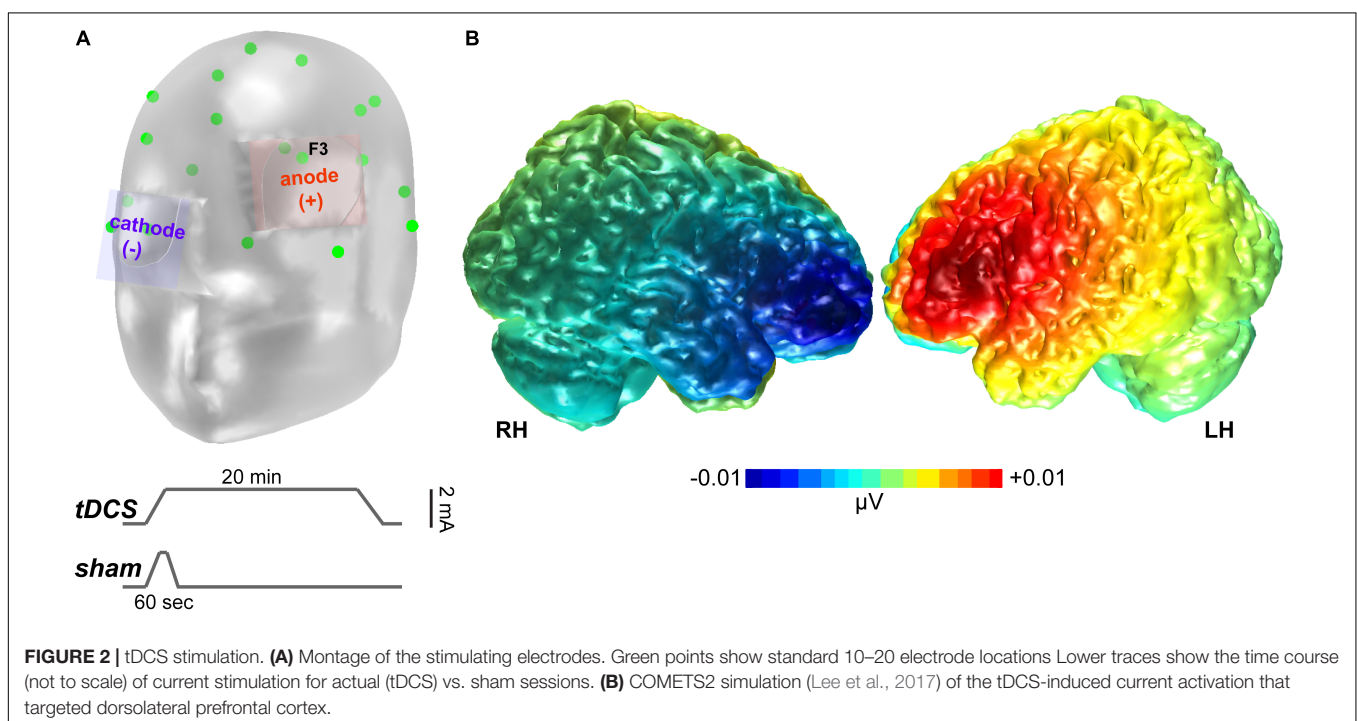 A
B
F3
anode
(+)
cathode
(-)
RH
LH
20 min
tDCS
2 mA
sham
60 sec
-0.01
+0.01
µV
FIGURE 2 | tDCS stimulation. (A) Montage of the stimulating electrodes. Green points show standard 10–20 electrode locations Lower traces show the time course
(not to scale) of current stimulation for actual (tDCS) vs. sham sessions. (B) COMETS2 simulation (Lee et al., 2017) of the tDCS-induced current activation that
targeted dorsolateral prefrontal cortex.